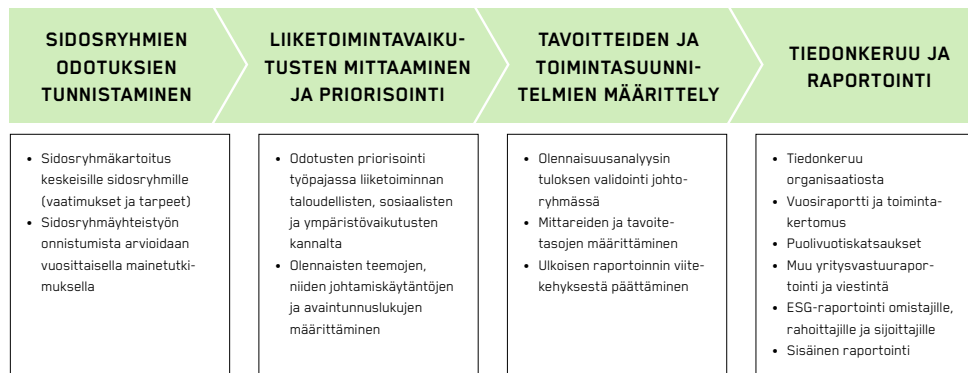 SIDOSRYHMIEN
ODOTUKSIEN
TUNNISTAMINEN
LIIKETOIMINTAVAIKU-
TUSTEN MITTAAMINEN
JA PRIORISOINTI
TAVOITTEIDEN JA
TOIMINTASUUNNI-
TELMIEN MÄÄRITTELY
TIEDONKERUU JA
RAPORTOINTI
• Sidosryhmäkartoitus
keskeisille sidosryhmille
(vaatimukset ja tarpeet)
• Sidosryhmäyhteistyön
onnistumista arvioidaan
vuosittaisella mainetutki-
muksella
• Odotusten priorisointi
työpajassa liiketoiminnan
taloudellisten, sosiaalisten
ja ympäristövaikutusten
kannalta
• Olennaisten teemojen,
niiden johtamiskäytäntöjen
ja avaintunnuslukujen
määrittäminen
• Olennaisuusanalyysin
tuloksen validointi johto-
ryhmässä
• Mittareiden ja tavoite-
tasojen määrittäminen
• Ulkoisen raportoinnin viite-
kehyksestä päättäminen
• Tiedonkeruu
organisaatiosta
• Vuosiraportti ja toiminta-
kertomus
• Puolivuotiskatsaukset
• Muu yritysvastuurapor-
tointi ja viestintä
• ESG-raportointi omistajille,
rahoittajille ja sijoittajille
• Sisäinen raportointi